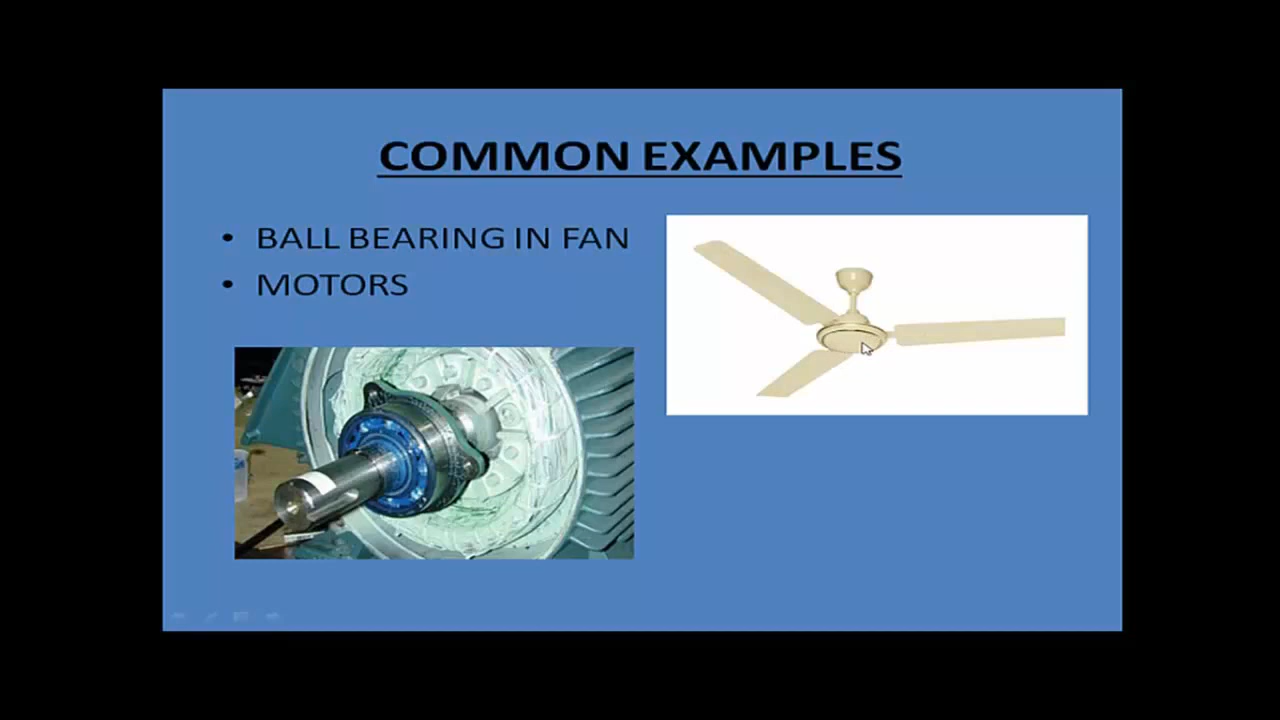 COMMON EXAMPLES
• BALL BEARING IN FAN
• MOTORS